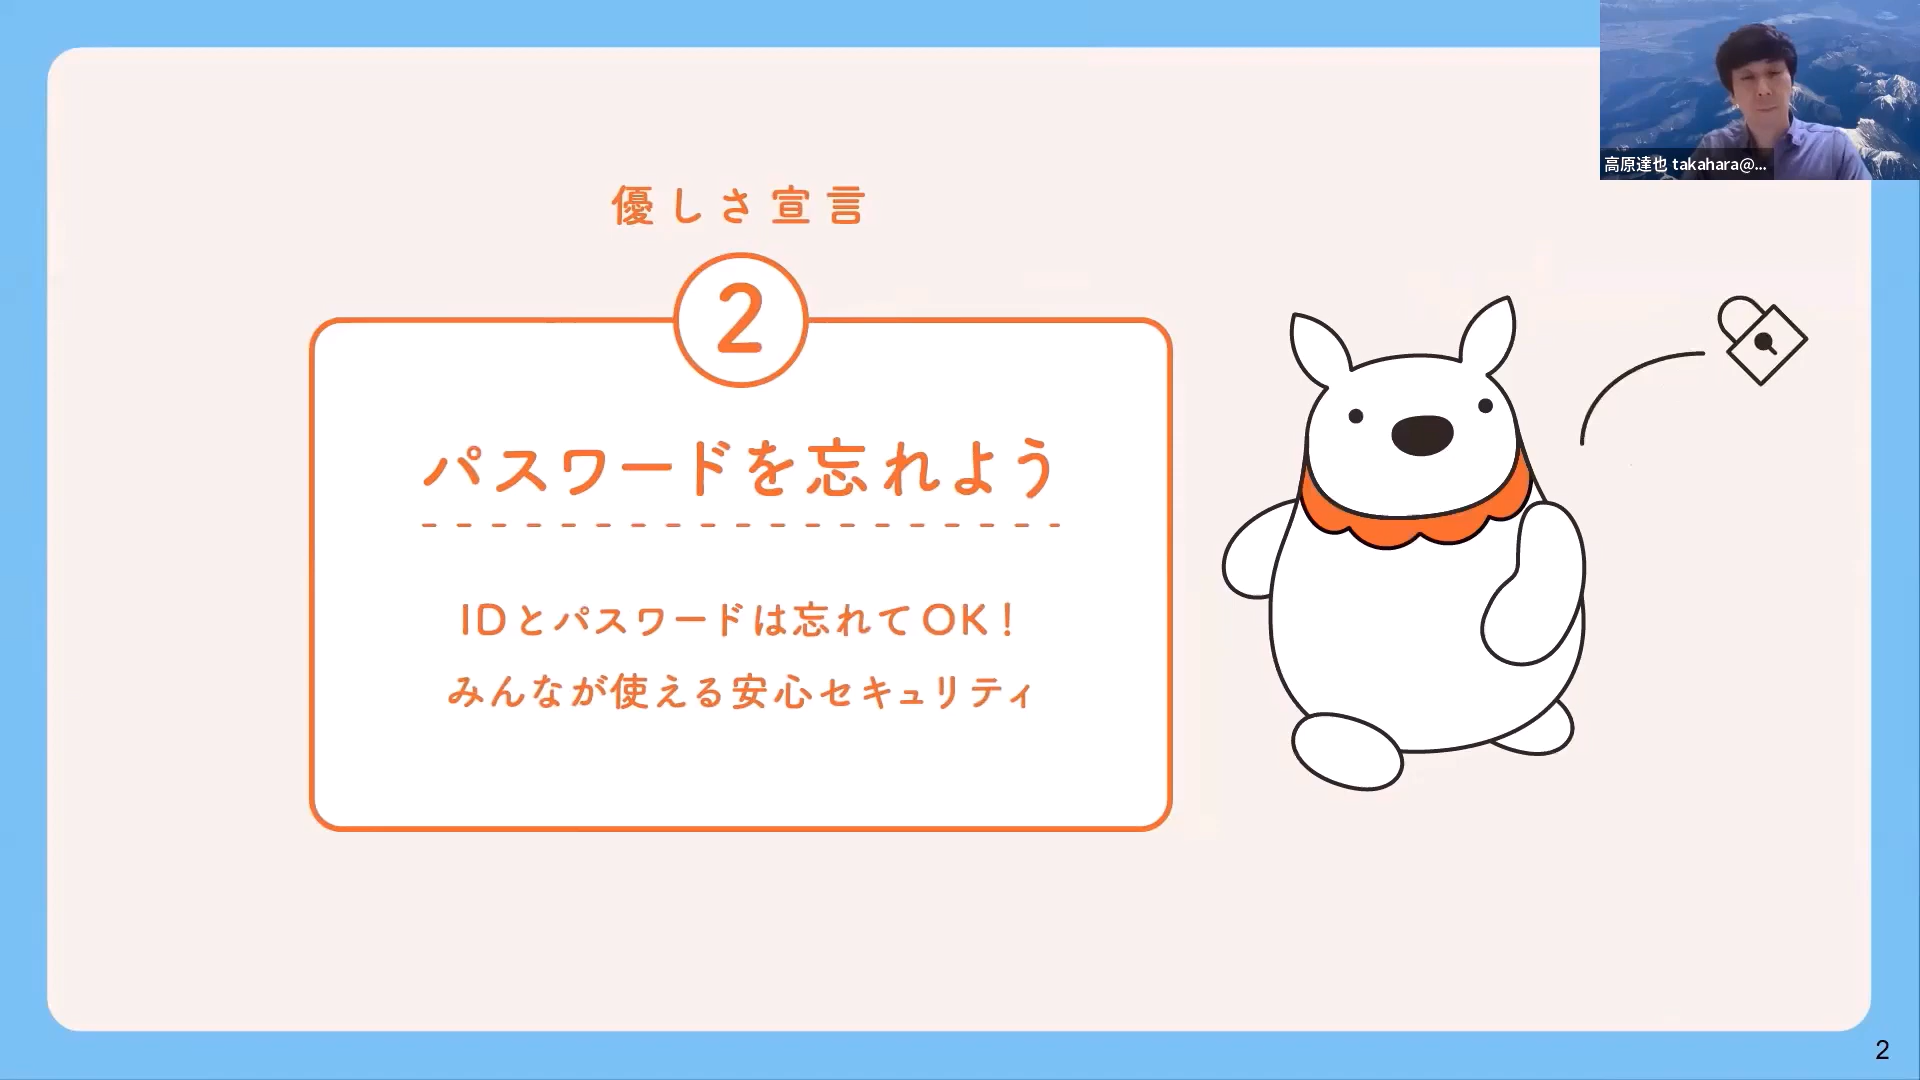 高原達也 takahara@...
優しさ宣言
2
パスワードを忘れよう
IDとパスワードは忘れてOK！
みんなが使える安心セキュリティ
2